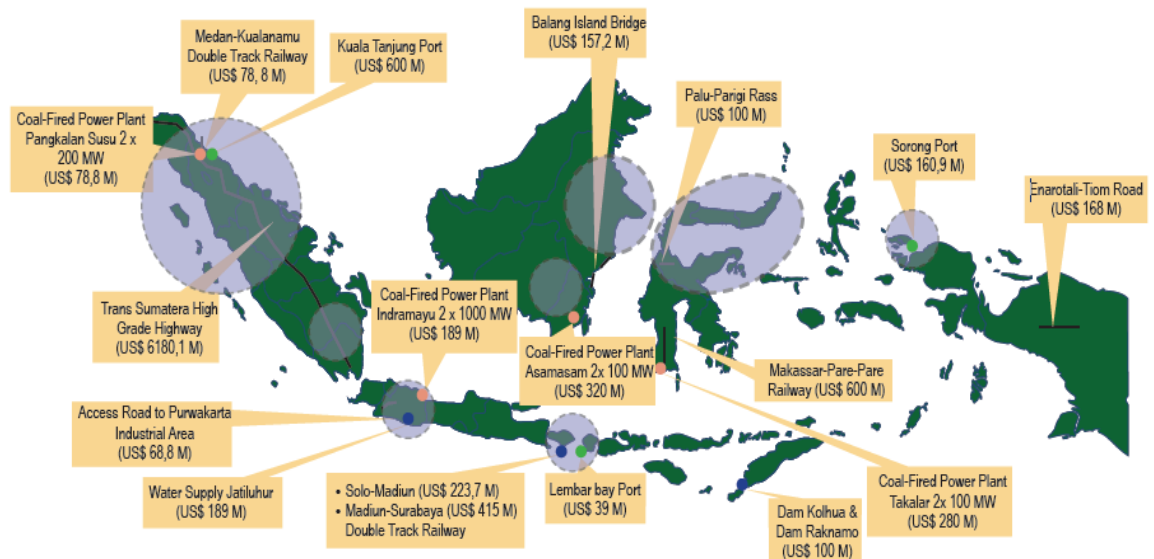 Medan-Kualanamu
Double Track Railway
(US$ 78, 8 M)
Kuala Tanjung Port
(US$ 600 M)
Balang Island Bridge
(US$ 157,2 M)
Coal-Fired Power Plant
Pangkalan Susu 2 x
200 MW
(US$ 78,8 M)
Palu-Parigi Rass
(US$ 100 M)
Sorong Port
(US$ 160,9 M)
Enarotali-Tiom Road
(US$ 168 M)
Trans Sumatera High
Grade Highway
(US$ 6180,1 M)
Coal-Fired Power Plant
Indramayu 2 x 1000 MW
(US$ 189 M)
Coal-Fired Power Plant
Asamasam 2x 100 MW
(US$ 320 M)
Makassar-Pare-Pare
Railway (US$ 600 M)
Access Road to Purwakarta
Industrial Area
(US$ 68,8 M)
Water Supply Jatiluhur
(US$ 189 M)
• Solo-Madiun (US$ 223,7 M)
• Madiun-Surabaya (US$ 415 M)
Double Track Railway
Lembar bay Port
(US$ 39 M)
Dam Kolhua &
Dam Raknamo
(US$ 100 M)
Coal-Fired Power Plant
Takalar 2x 100 MW
(US$ 280 M)